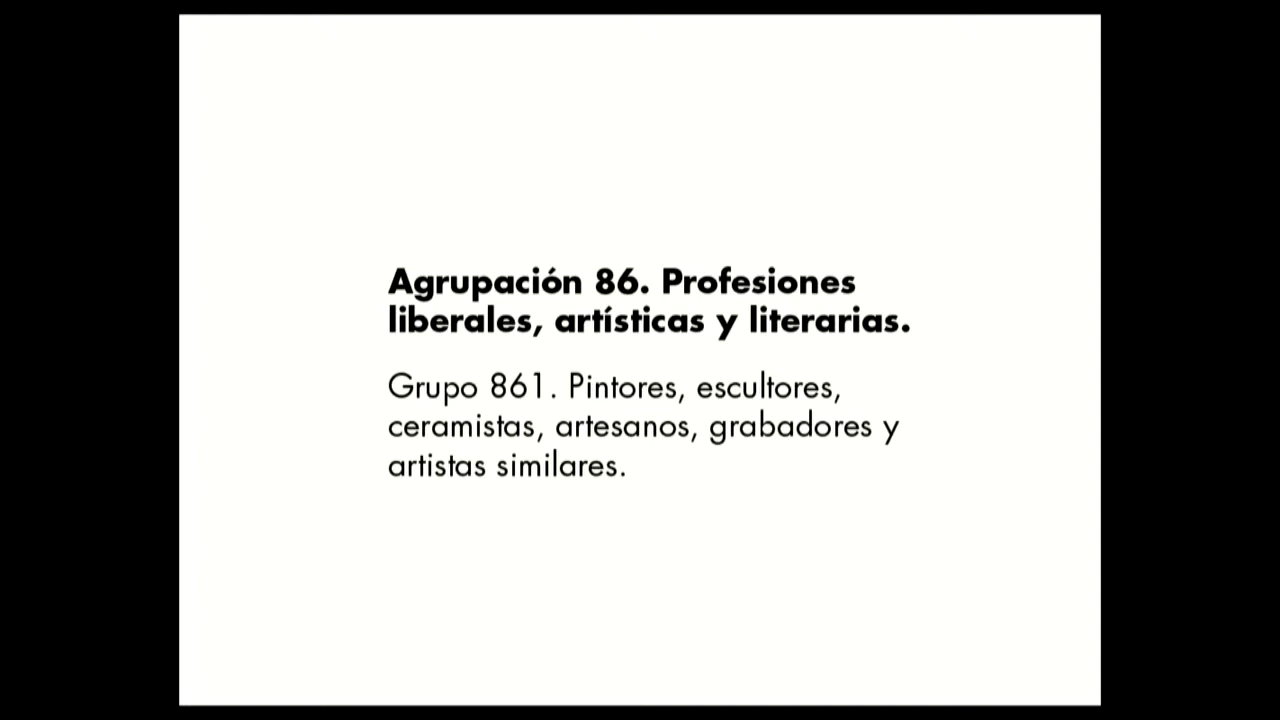 Agrupación 86. Profesiones
liberales, artísticas y literarias.
Grupo 861. Pintores, escultores,
ceramistas, artesanos, grabadores y
artistas similares.